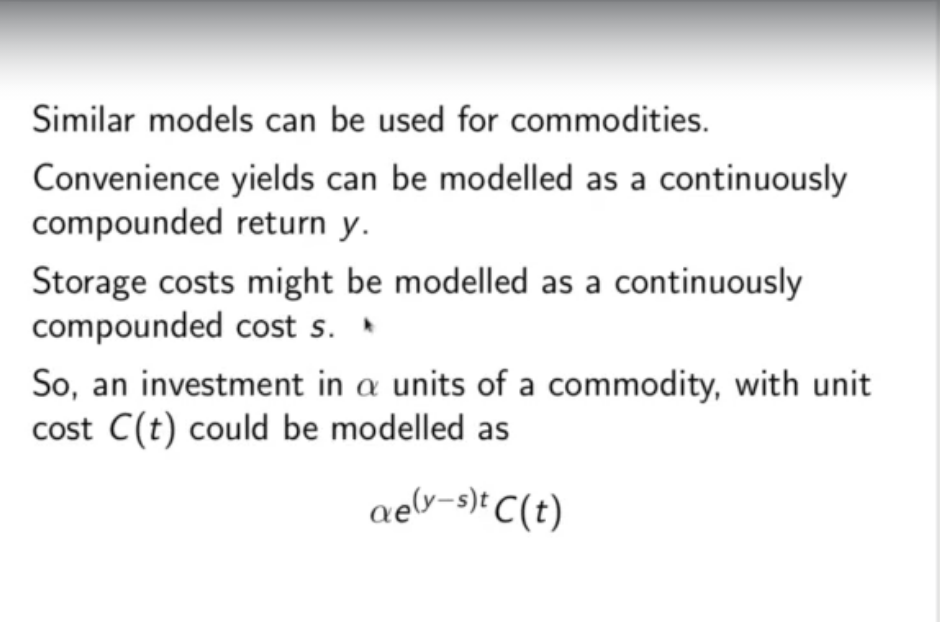 Similar models can be used for commodities.
Convenience yields can be modelled as a continuously
compounded return y.
Storage costs might be modelled as a continuously
compounded cost s.
So, an investment in α units of a commodity, with unit
cost C(t) could be modelled as
αe^{(y−s)t}C(t)